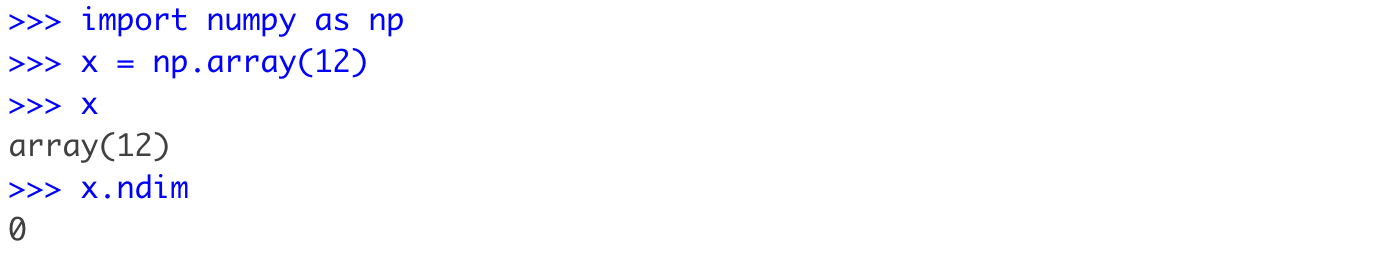 >>> import numpy as np
>>> x = np.array(12)
>>> x
array(12)
>>> x.ndim
0